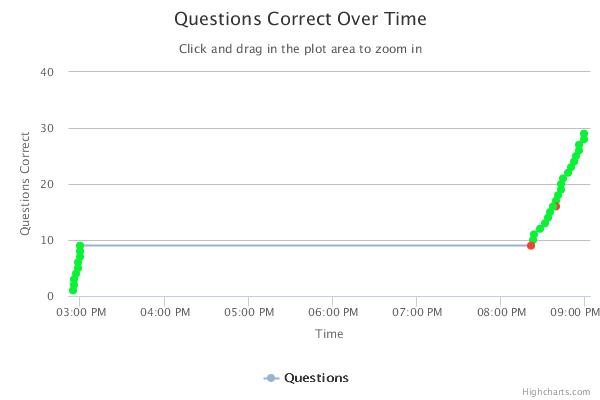 Questions Correct Over Time
Click and drag in the plot area to zoom in
Questions Correct
40
30
20
10
0
03:00 PM 04:00 PM 05:00 PM 06:00 PM 07:00 PM 08:00 PM 09:00 PM
Time
Questions
Highcharts.com